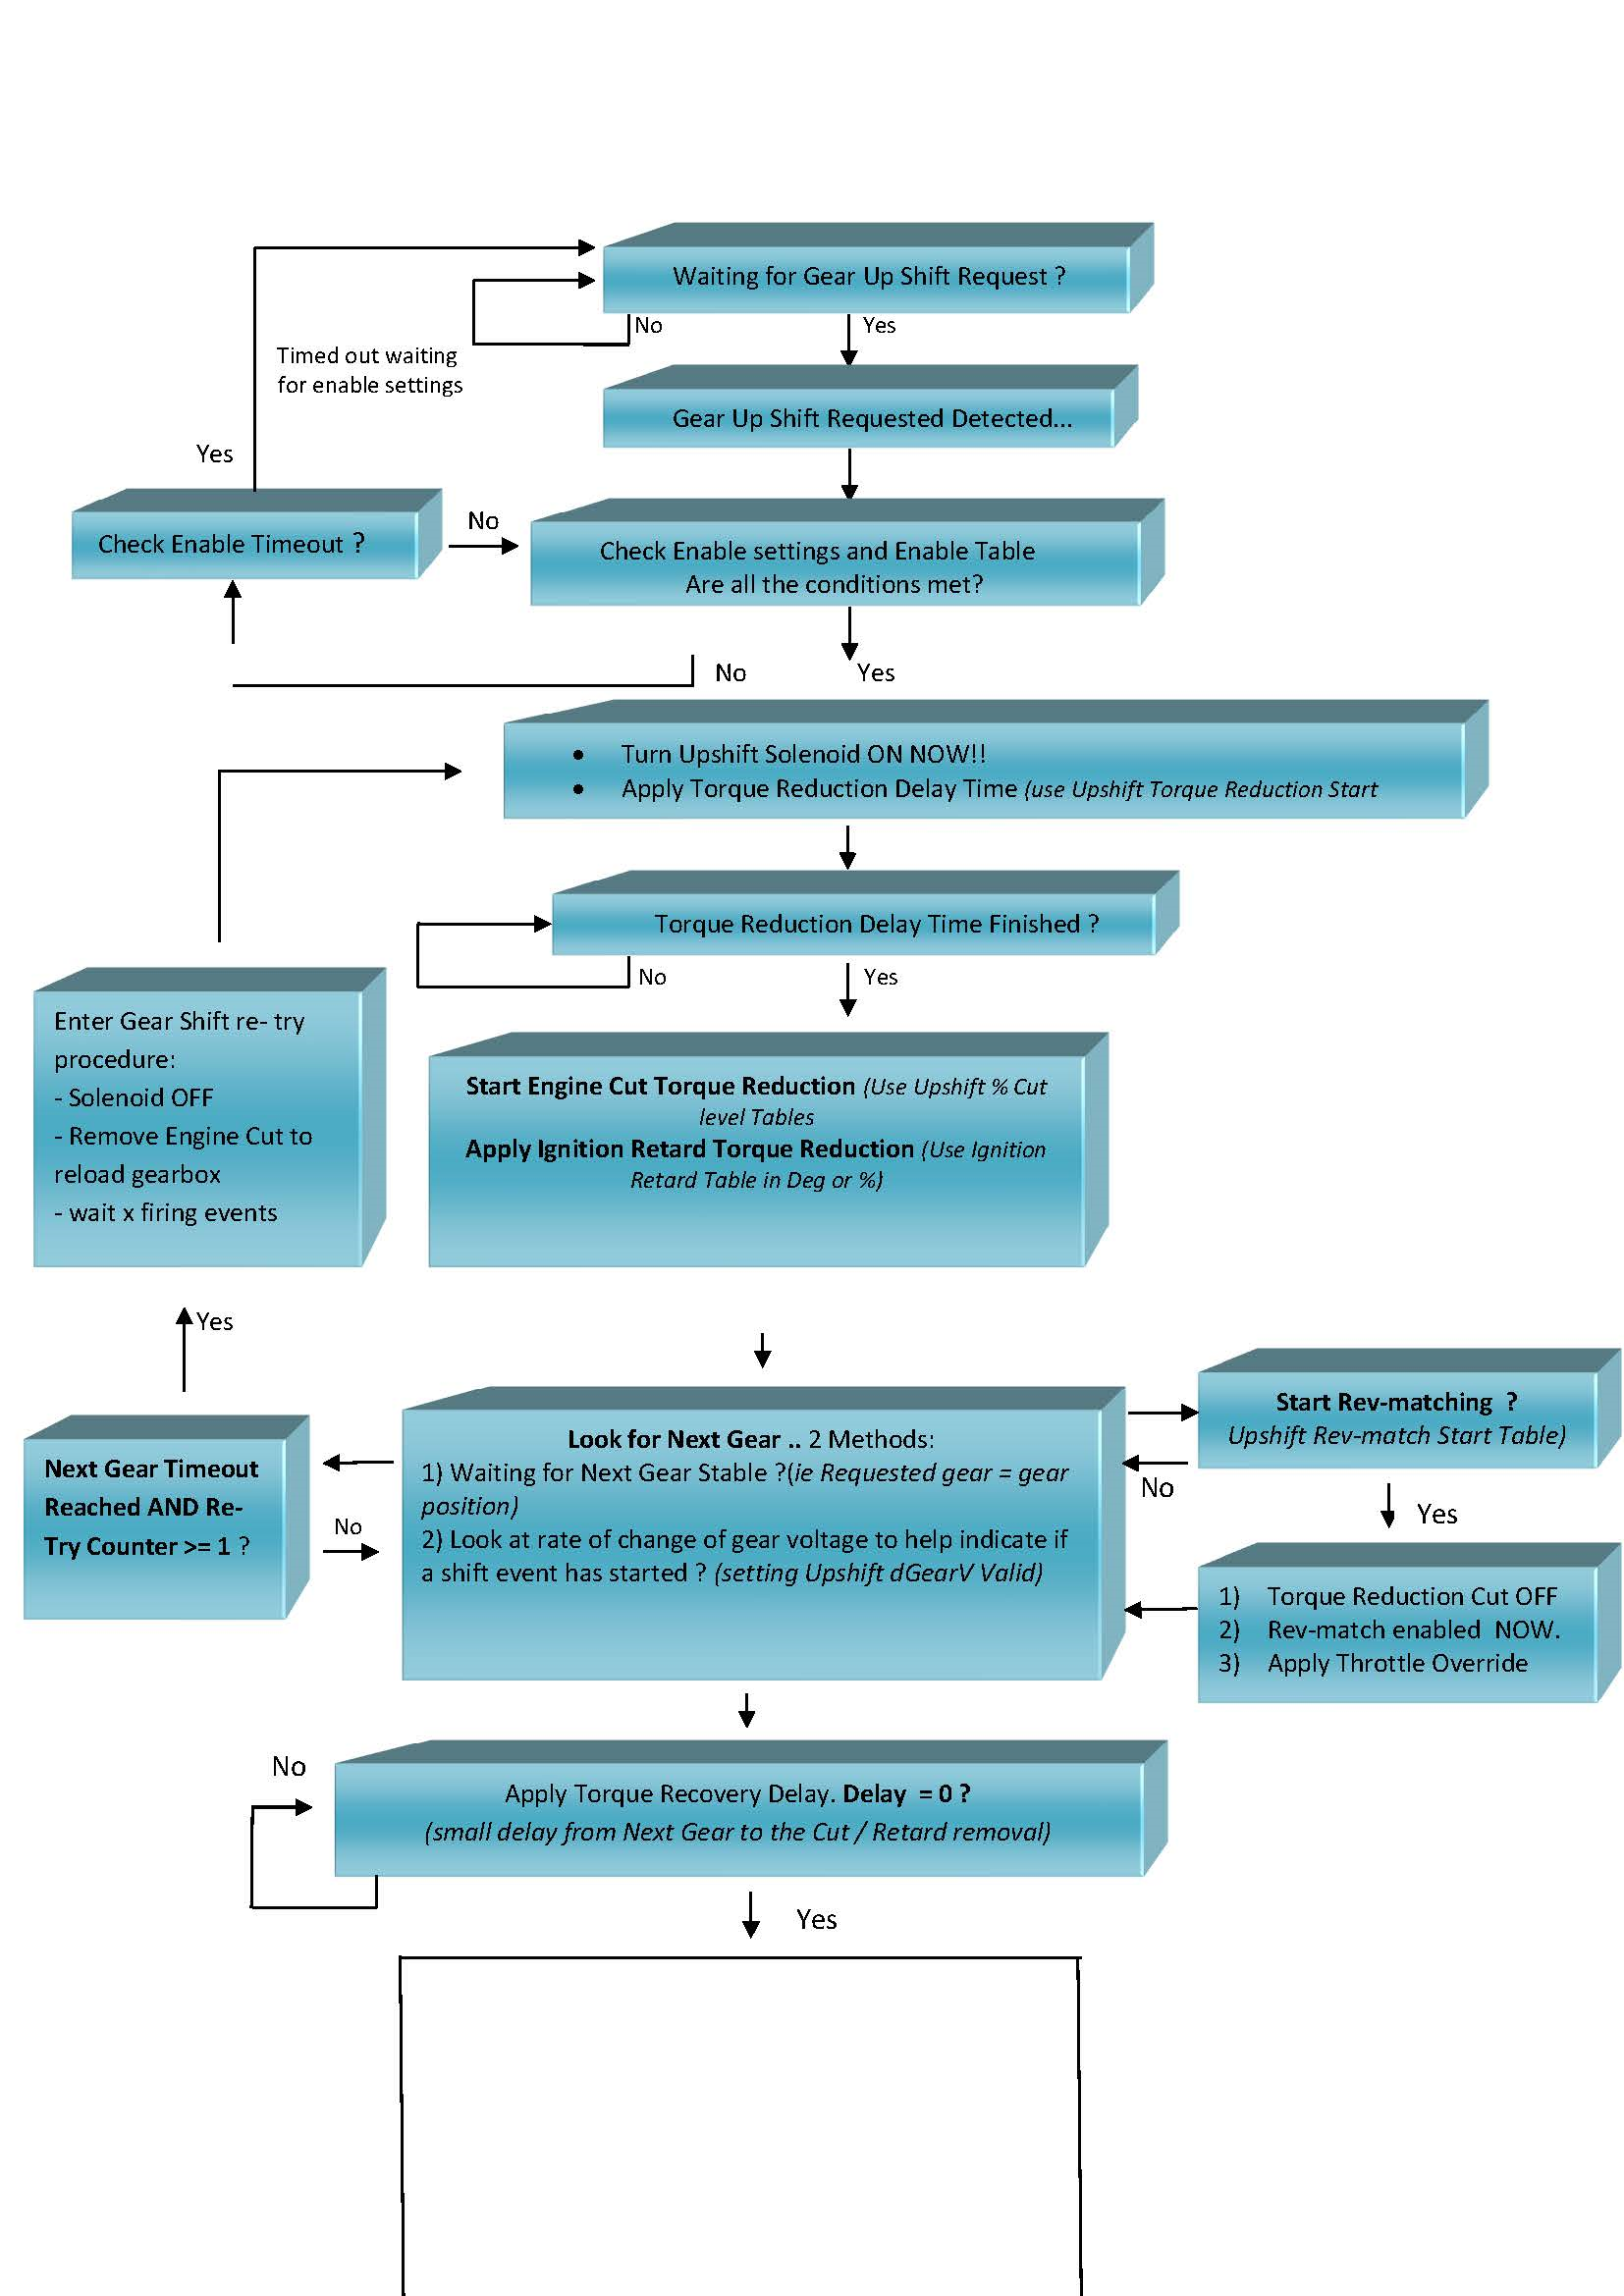 Waiting for Gear Up Shift Request ?
No
Yes
Timed out waiting
for enable settings
Gear Up Shift Requested Detected...
Yes
Check Enable Timeout ?
No
Check Enable settings and Enable Table
Are all the conditions met?
No
Yes
• Turn Upshift Solenoid ON NOW!!
• Apply Torque Reduction Delay Time (use Upshift Torque Reduction Start
Torque Reduction Delay Time Finished ?
No
Yes
Enter Gear Shift re- try
procedure:
- Solenoid OFF
- Remove Engine Cut to
reload gearbox
- wait x firing events
Start Engine Cut Torque Reduction (Use Upshift % Cut
level Tables
Apply Ignition Retard Torque Reduction (Use Ignition
Retard Table in Deg or %)
Yes
Next Gear Timeout
Reached AND Re-
Try Counter >= 1 ?
No
Look for Next Gear .. 2 Methods:
1) Waiting for Next Gear Stable ?(ie Requested gear = gear
position)
2) Look at rate of change of gear voltage to help indicate if
a shift event has started ? (setting Upshift dGearV Valid)
Start Rev-matching ?
Upshift Rev-match Start Table)
No
Yes
1) Torque Reduction Cut OFF
2) Rev-match enabled NOW.
3) Apply Throttle Override
No
Apply Torque Recovery Delay. Delay = 0 ?
(small delay from Next Gear to the Cut / Retard removal)
Yes